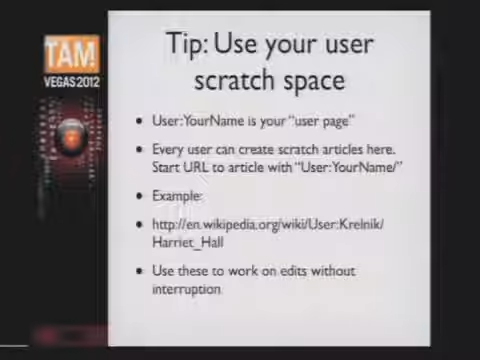 TAM!
VEGAS 2012
Tip: Use your user
scratch space
• User:YourName is your "user page"
• Every user can create scratch articles here.
Start URL to article with "User:YourName/"
• Example:
• http://en.wikipedia.org/wiki/User:Krelnik/
Harriet_Hall
• Use these to work on edits without
interruption